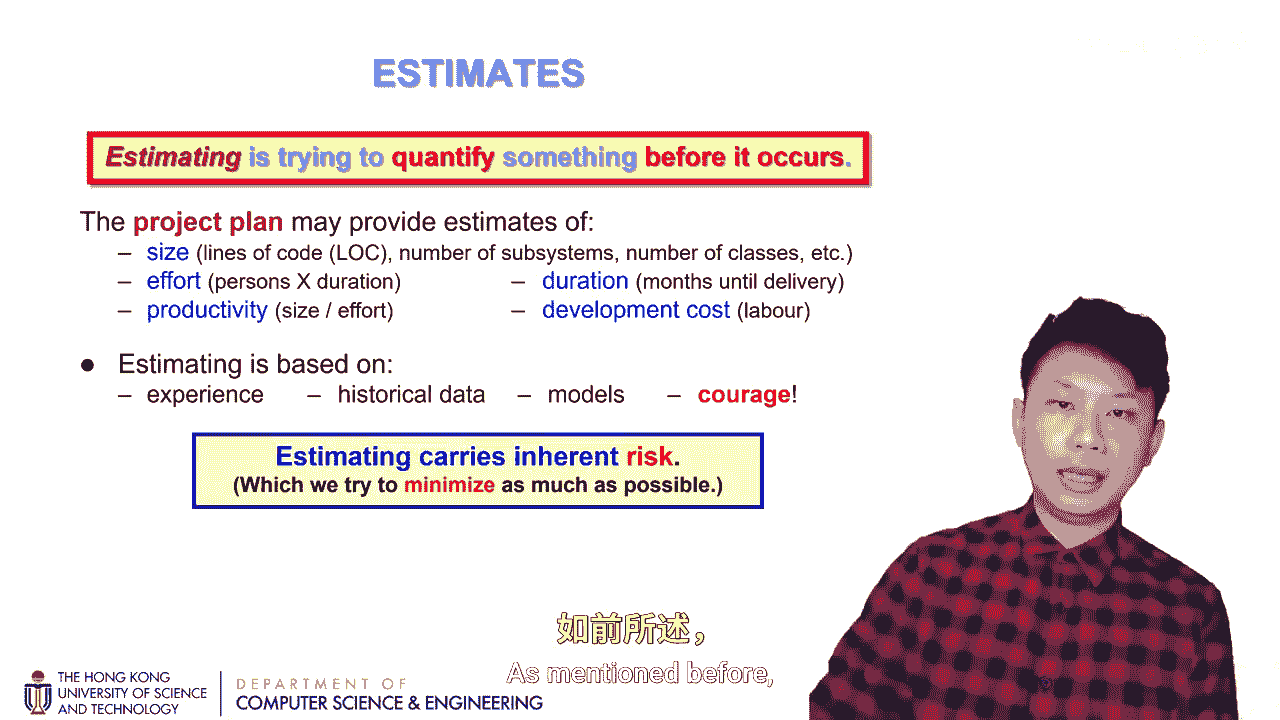 ESTIMATES
Estimating is trying to quantify something before it occurs.
The project plan may provide estimates of:
– size (lines of code (LOC), number of subsystems, number of classes, etc.)
– effort (persons X duration) – duration (months until delivery)
– productivity (size / effort) – development cost (labour)
● Estimating is based on:
– experience – historical data – models – courage!
Estimating carries inherent risk.
(Which we try to minimize as much as possible.)
如前所述，
As mentioned before,
THE HONG KONG
UNIVERSITY OF SCIENCE
AND TECHNOLOGY
DEPARTMENT OF
COMPUTER SCIENCE & ENGINEERING